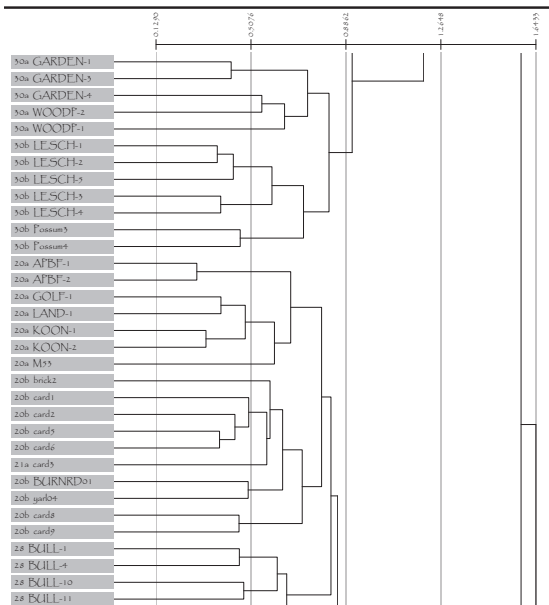 0.1290
0.5076
0.8862
1.2648
1.6433
30a GARDEN-1
30a GARDEN-3
30a GARDEN-4
30a WOODP-2
30a WOODP-1
30b LESCH-1
30b LESCH-2
30b LESCH-5
30b LESCH-3
30b LESCH-4
30b Possum3
30b Possum4
20a APBF-1
20a APBF-2
20a GOLF-1
20a LAND-1
20a KOON-1
20a KOON-2
20a M53
20b brick2
20b card1
20b card2
20b card5
20b card6
21a card3
20b BURNRD01
20b yarl04
20b card8
20b card9
28 BULL-1
28 BULL-4
28 BULL-10
28 BULL-11